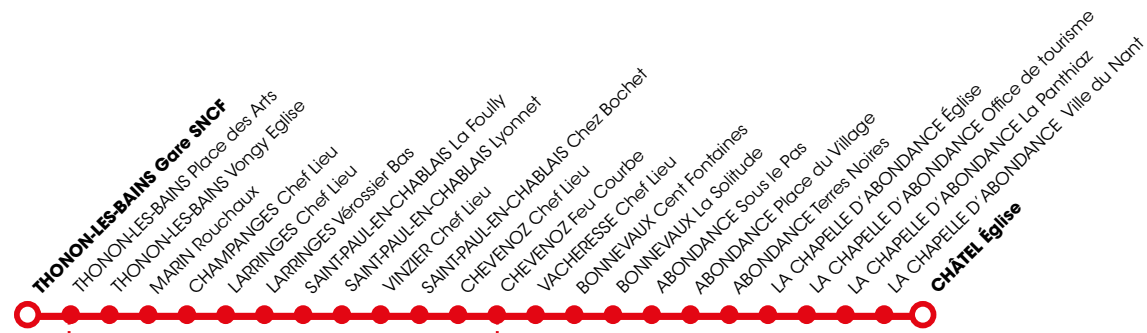 THONON-LES-BAINS Gare SNCF
THONON-LES-BAINS Place des Arts
THONON-LES-BAINS Vongy Eglise
MARIN Rouchaux
CHAMPANGES Chef Lieu
LARRINGES Chef Lieu
LARRINGES Vérossier Bas
SAINT-PAUL-EN-CHABLAIS La Foully
SAINT-PAUL-EN-CHABLAIS Lyonnet
VINZIER Chef Lieu
SAINT-PAUL-EN-CHABLAIS Chez Bochet
CHEVENOZ Chef Lieu
CHEVENOZ Feu Courbe
VACHERESSE Chef Lieu
BONNEVAUX Cent Fontaines
BONNEVAUX La Solitude
ABONDANCE Sous le Pas
ABONDANCE Place du Village
ABONDANCE Terres Noires
LA CHAPELLE D'ABONDANCE Église
LA CHAPELLE D'ABONDANCE Office de tourisme
LA CHAPELLE D'ABONDANCE La Panthiaz
LA CHAPELLE D'ABONDANCE Ville du Nant
CHÂTEL Église